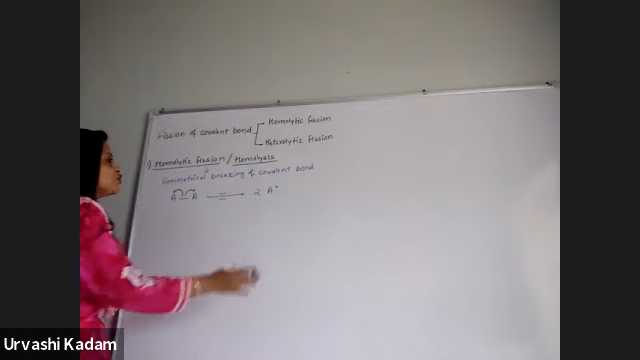 Fission of covalent bond
Homolytic fission
Heterolytic fission
1) Homolytic fission / Homolysis
Symmetrical breaking of covalent bond
A — A → 2 A•
Urvashi Kadam